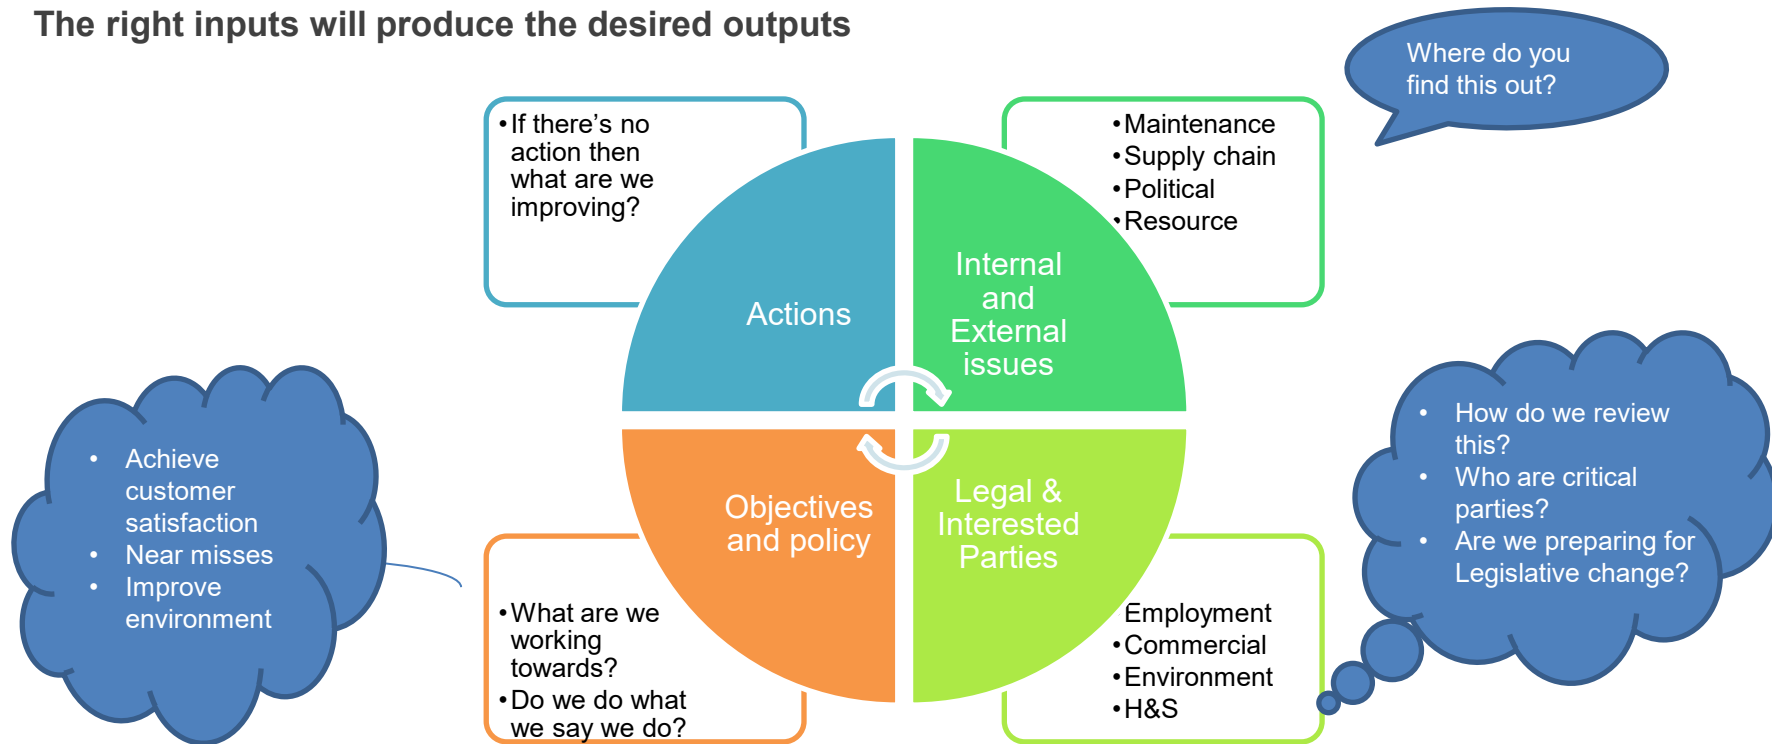 The right inputs will produce the desired outputs
Where do you
find this out?
•If there’s no
action then
what are we
improving?
•Maintenance
•Supply chain
•Political
•Resource
Actions
Internal
and
External
issues
Objectives
and policy
Legal &
Interested
Parties
• Achieve
customer
satisfaction
• Near misses
• Improve
environment
• How do we review
this?
• Who are critical
parties?
• Are we preparing for
Legislative change?
•What are we
working
towards?
•Do we do what
we say we do?
Employment
•Commercial
•Environment
•H&S